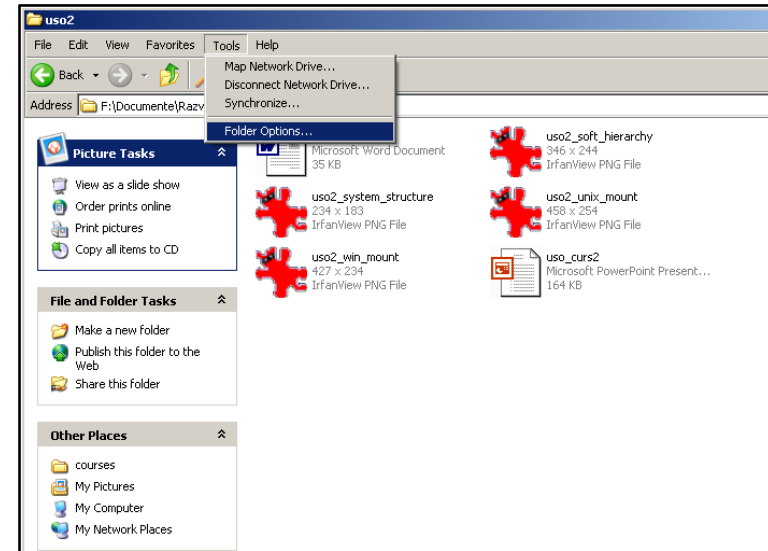 uso2
File Edit View Favorites Tools Help
Back
Address F:\Documente\Razv
Map Network Drive...
Disconnect Network Drive...
Synchronize...
Folder Options...
Picture Tasks
View as a slide show
Order prints online
Print pictures
Copy all items to CD
File and Folder Tasks
Make a new folder
Publish this folder to the
Web
Share this folder
Other Places
courses
My Pictures
My Computer
My Network Places
Microsoft Word Document
35 KB
uso2_soft_hierarchy
346 x 244
IrfanView PNG File
uso2_system_structure
234 x 183
IrfanView PNG File
uso2_unix_mount
458 x 254
IrfanView PNG File
uso2_win_mount
427 x 234
IrfanView PNG File
uso_curs2
Microsoft PowerPoint Present...
164 KB